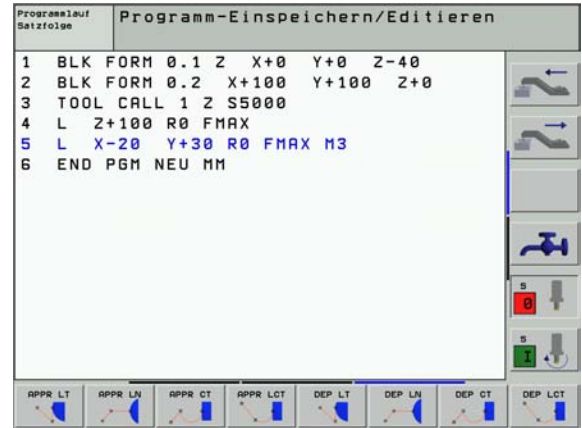 Programmlauf
Satzfolge
Programm-Einspeichern/Editieren
1 BLK FORM 0.1 Z X+0 Y+0 Z-40
2 BLK FORM 0.2 X+100 Y+100 Z+0
3 TOOL CALL 1 Z S5000
4 L Z+100 R0 FMAX
5 L X-20 Y+30 R0 FMAX M3
6 END PGM NEU MM
S
0
S
I
APPR LT
APPR LN
APPR CT
APPR LCT
DEP LT
DEP LN
DEP CT
DEP LCT